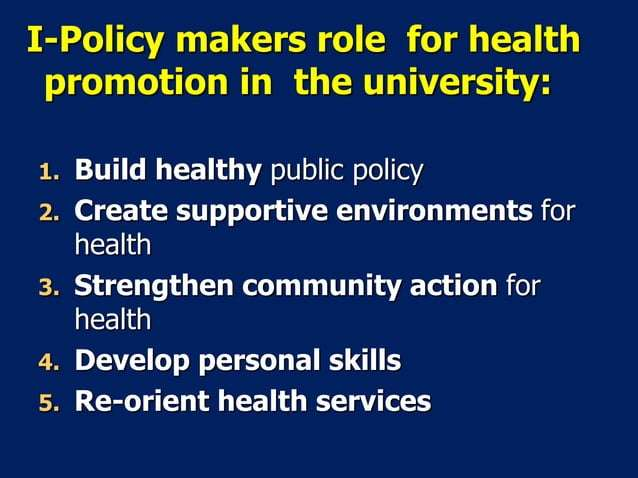 I-Policy makers role for health
promotion in the university:
1. Build healthy public policy
2. Create supportive environments for
health
3. Strengthen community action for
health
4. Develop personal skills
5. Re-orient health services